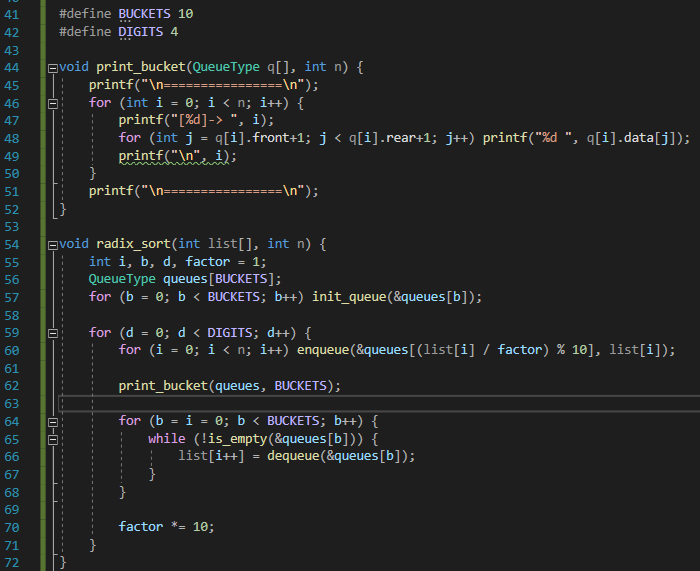 41 #define BUCKETS 10
42 #define DIGITS 4
43
44 void print_bucket(QueueType q[], int n) {
45     printf("\n================\n");
46     for (int i = 0; i < n; i++) {
47         printf("[%d]-> ", i);
48         for (int j = q[i].front+1; j < q[i].rear+1; j++) printf("%d ", q[i].data[j]);
49         printf("\n", i);
50     }
51     printf("\n================\n");
52 }
53
54 void radix_sort(int list[], int n) {
55     int i, b, d, factor = 1;
56     QueueType queues[BUCKETS];
57     for (b = 0; b < BUCKETS; b++) init_queue(&queues[b]);
58
59     for (d = 0; d < DIGITS; d++) {
60         for (i = 0; i < n; i++) enqueue(&queues[(list[i] / factor) % 10], list[i]);
61
62         print_bucket(queues, BUCKETS);
63
64         for (b = i = 0; b < BUCKETS; b++) {
65             while (!is_empty(&queues[b])) {
66                 list[i++] = dequeue(&queues[b]);
67             }
68         }
69
70         factor *= 10;
71     }
72 }